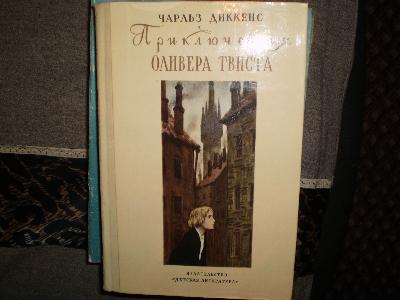 ЧАРЛЬЗ ДИККЕНС
Приключения
ОЛИВЕРА ТВИСТА
ИЗДАТЕЛЬСТВО
"ДЕТСКАЯ ЛИТЕРАТУРА"